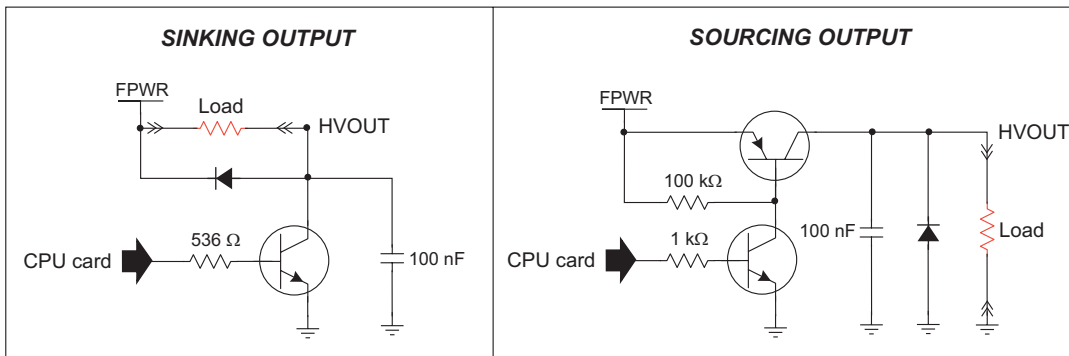 SINKING OUTPUT
FPWR
Load
HVOUT
536 Ω
CPU card
100 nF
SOURCING OUTPUT
FPWR
HVOUT
100 kΩ
1 kΩ
100 nF
Load
CPU card